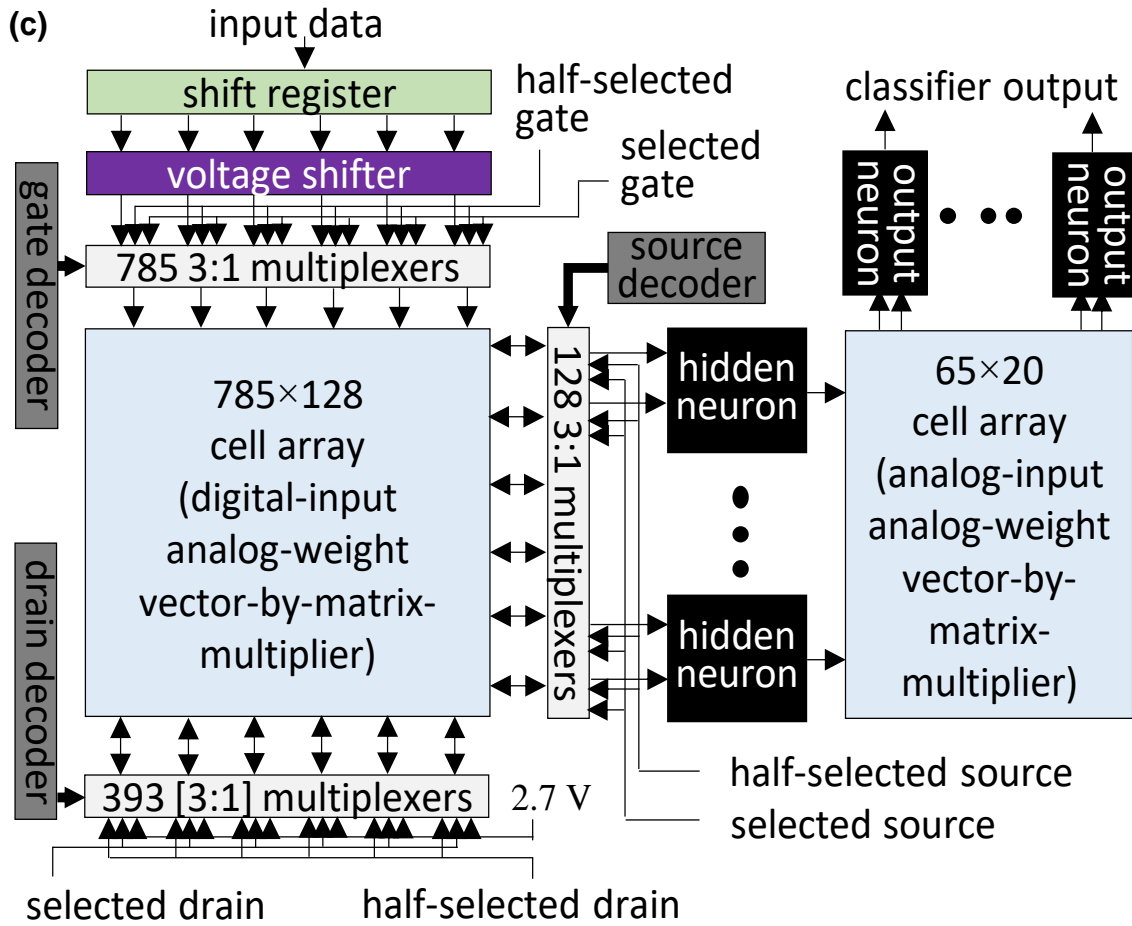 (c)
input data
shift register
half-selected
gate
classifier output
voltage shifter
selected
gate
gate decoder
output
neuron
output
neuron
785 3:1 multiplexers
source
decoder
785×128
cell array
(digital-input
analog-weight
vector-by-matrix-
multiplier)
128 3:1 multiplexers
hidden
neuron
hidden
neuron
65×20
cell array
(analog-input
analog-weight
vector-by-
matrix-
multiplier)
drain decoder
393 [3:1] multiplexers
2.7 V
half-selected source
selected source
selected drain
half-selected drain